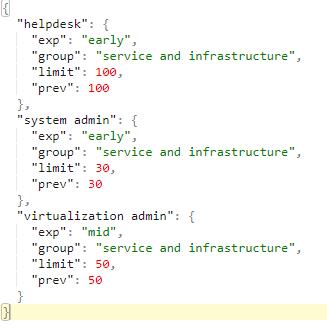 {
  "helpdesk": {
    "exp": "early",
    "group": "service and infrastructure",
    "limit": 100,
    "prev": 100
  },
  "system admin": {
    "exp": "early",
    "group": "service and infrastructure",
    "limit": 30,
    "prev": 30
  },
  "virtualization admin": {
    "exp": "mid",
    "group": "service and infrastructure",
    "limit": 50,
    "prev": 50
  }
}